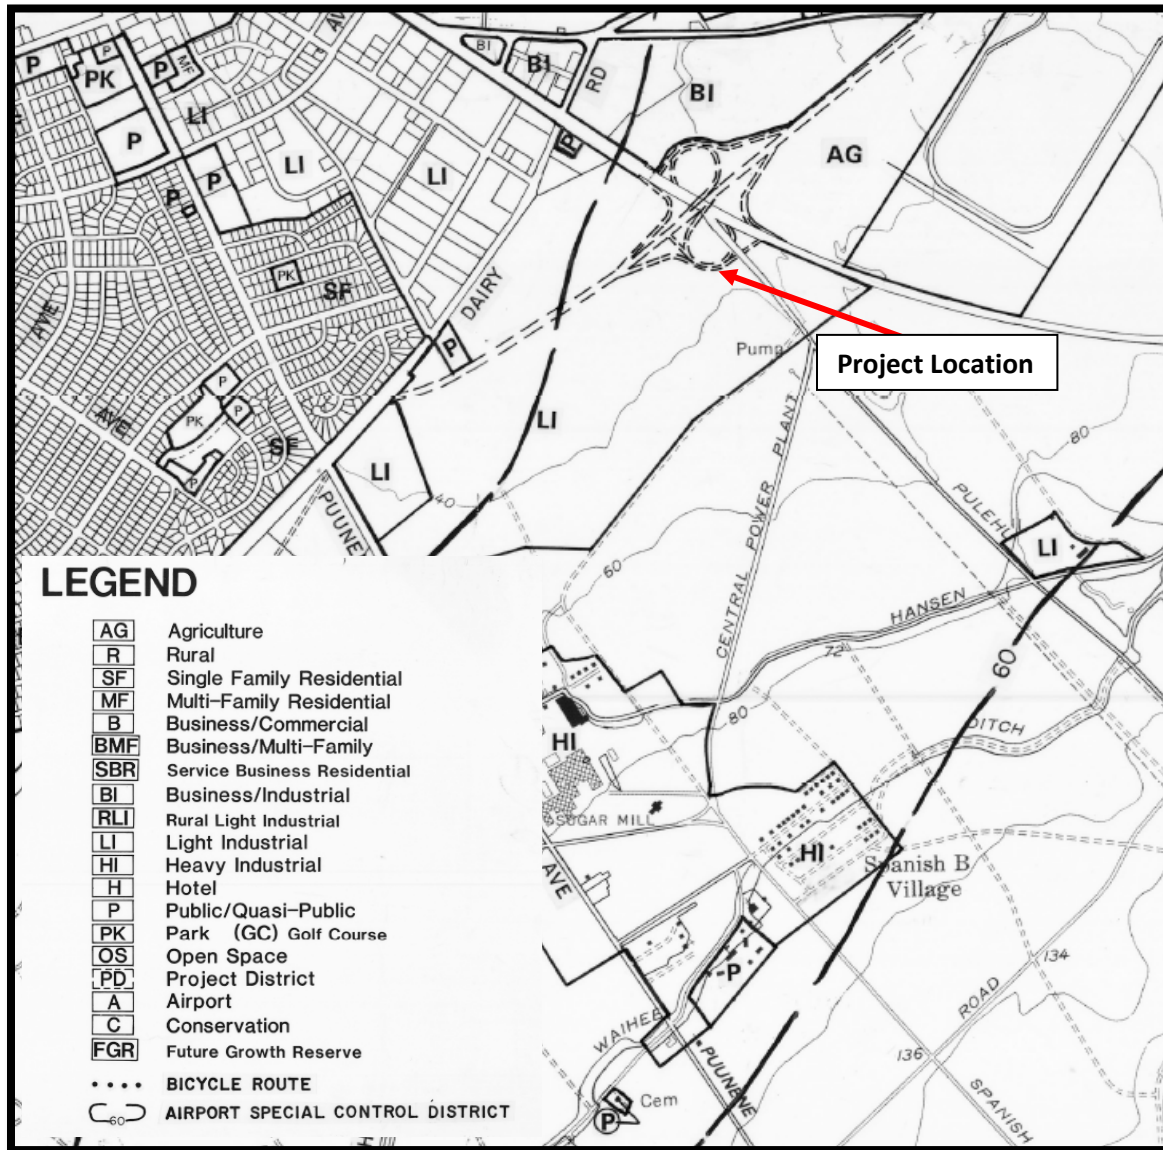 P
PK
P
P
MF
AVE
BI
BI
RD
BI
AG
LI
P
LI
LI
P
P
P
PK
SF
DAIRY
P
AVE
AVE
PK
P
P
SF
P
LI
LI
PUUNE
40
Pump
Project Location
CENTRAL POWER PLANT
80
PULEHU
LI
60
HANSEN
72
60
80
DITCH
HI
SUGAR MILL
AVE
HI
Spanish B
Village
P
134
ROAD
WAIHEE
136
PUUNENE
SPANISH
Cem
P
LEGEND
AG Agriculture
R Rural
SF Single Family Residential
MF Multi-Family Residential
B Business/Commercial
BMF Business/Multi-Family
SBR Service Business Residential
BI Business/Industrial
RLI Rural Light Industrial
LI Light Industrial
HI Heavy Industrial
H Hotel
P Public/Quasi-Public
PK Park (GC) Golf Course
OS Open Space
PD Project District
A Airport
C Conservation
FGR Future Growth Reserve
BICYCLE ROUTE
60 AIRPORT SPECIAL CONTROL DISTRICT